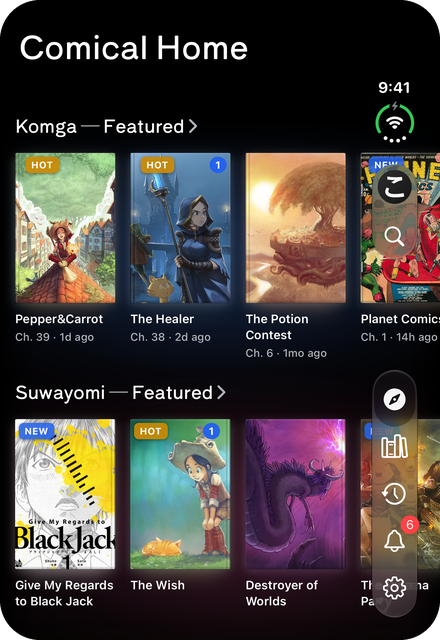 Comical Home
9:41
Komga — Featured
HOT
HOT
1
NEW
こ
Pepper&Carrot
Ch. 39 · 1d ago
The Healer
Ch. 38 · 2d ago
The Potion
Contest
Ch. 6 · 1mo ago
Planet Comics
Ch. 1 · 14h ago
Suwayomi — Featured
NEW
HOT
1
Give My Regards to
Black Jack
1
6
Give My Regards
to Black Jack
The Wish
Destroyer of
Worlds